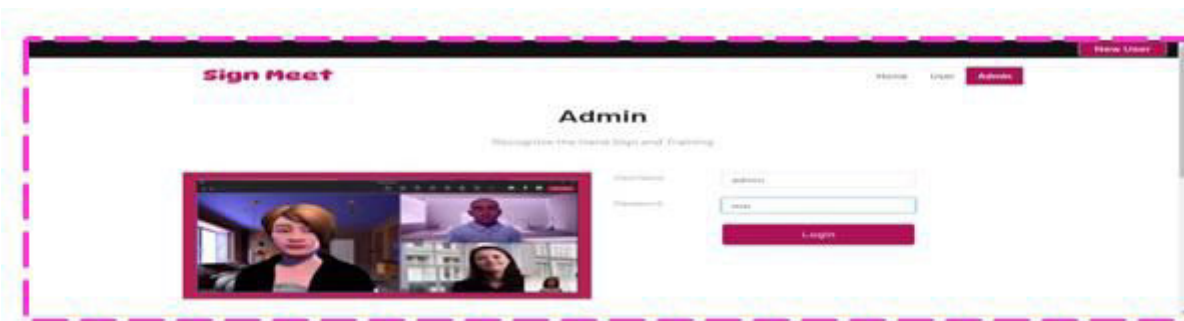 New User
Sign Meet
Home User Admin
Admin
Recognize the Hand Sign and Training
Username admin
Password
Login